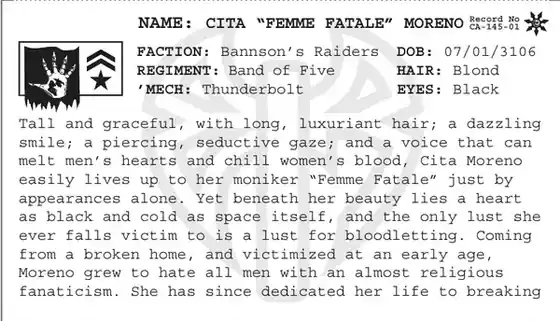 NAME: CITA “FEMME FATALE” MORENO
Record No
CA-145-01
FACTION: Bannson’s Raiders DOB: 07/01/3106
REGIMENT: Band of Five HAIR: Blond
’MECH: Thunderbolt EYES: Black
Tall and graceful, with long, luxuriant hair; a dazzling
smile; a piercing, seductive gaze; and a voice that can
melt men’s hearts and chill women’s blood, Cita Moreno
easily lives up to her moniker “Femme Fatale” just by
appearances alone. Yet beneath her beauty lies a heart
as black and cold as space itself, and the only lust she
ever falls victim to is a lust for bloodletting. Coming
from a broken home, and victimized at an early age,
Moreno grew to hate all men with an almost religious
fanaticism. She has since dedicated her life to breaking